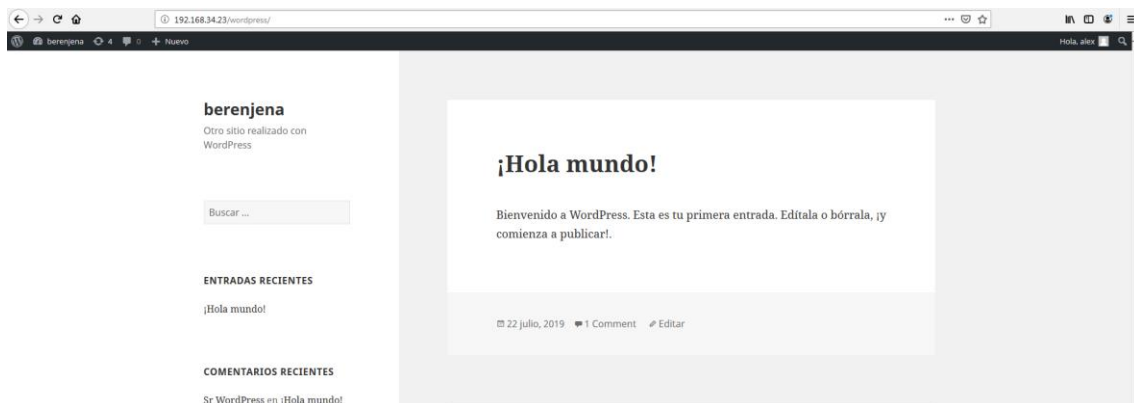 192.168.34.23/wordpress/
berenjena 4 0 + Nuevo
Hola, alex
berenjena
Otro sitio realizado con
WordPress
Buscar ...
ENTRADAS RECIENTES
¡Hola mundo!
COMENTARIOS RECIENTES
Sr WordPress en ¡Hola mundo!
¡Hola mundo!
Bienvenido a WordPress. Esta es tu primera entrada. Edítala o bórrala, ¡y
comienza a publicar!.
22 julio, 2019 1 Comment Editar